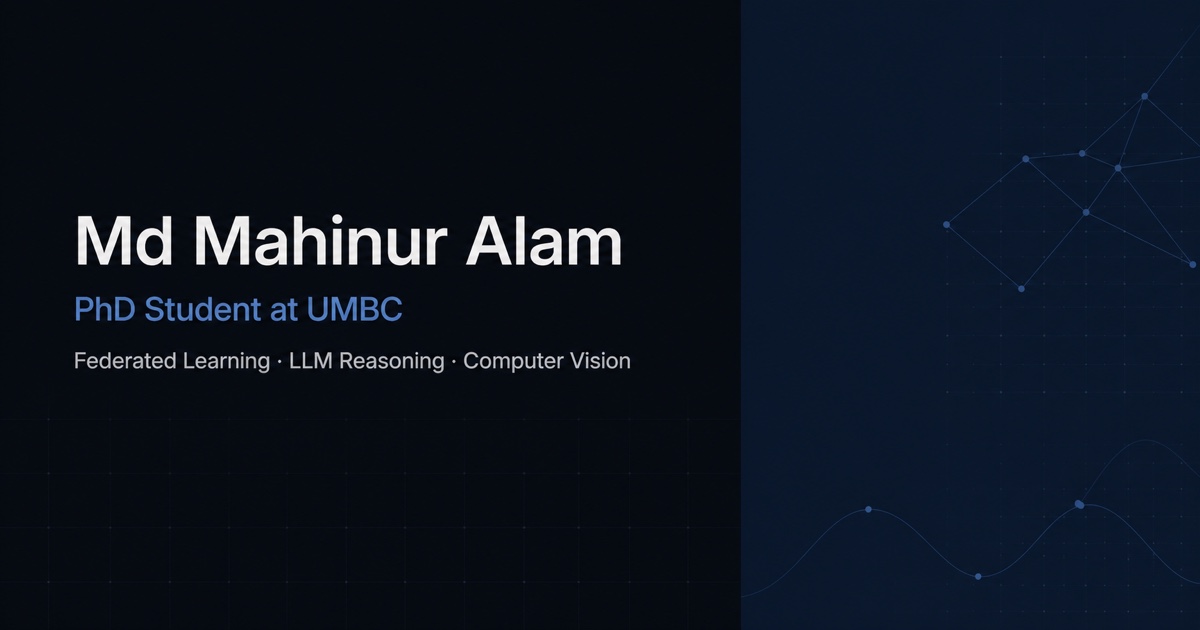 Md Mahinur Alam
PhD Student at UMBC
Federated Learning · LLM Reasoning · Computer Vision